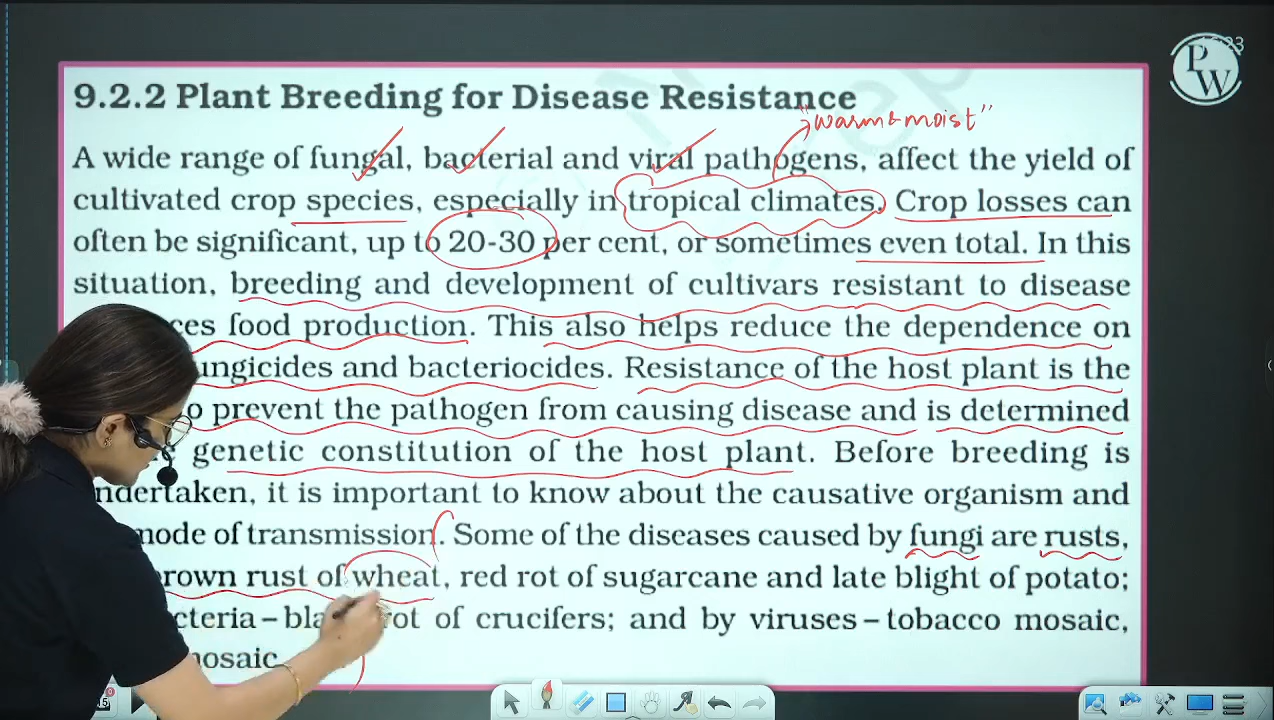 9.2.2 Plant Breeding for Disease Resistance
"warm & moist"
A wide range of fungal, bacterial and viral pathogens, affect the yield of
cultivated crop species, especially in tropical climates. Crop losses can
often be significant, up to 20-30 per cent, or sometimes even total. In this
situation, breeding and development of cultivars resistant to disease
ces food production. This also helps reduce the dependence on
ungicides and bacteriocides. Resistance of the host plant is the
o prevent the pathogen from causing disease and is determined
genetic constitution of the host plant. Before breeding is
ndertaken, it is important to know about the causative organism and
mode of transmission. Some of the diseases caused by fungi are rusts,
rown rust of wheat, red rot of sugarcane and late blight of potato;
cteria – bla rot of crucifers; and by viruses – tobacco mosaic,
mosaic
PW